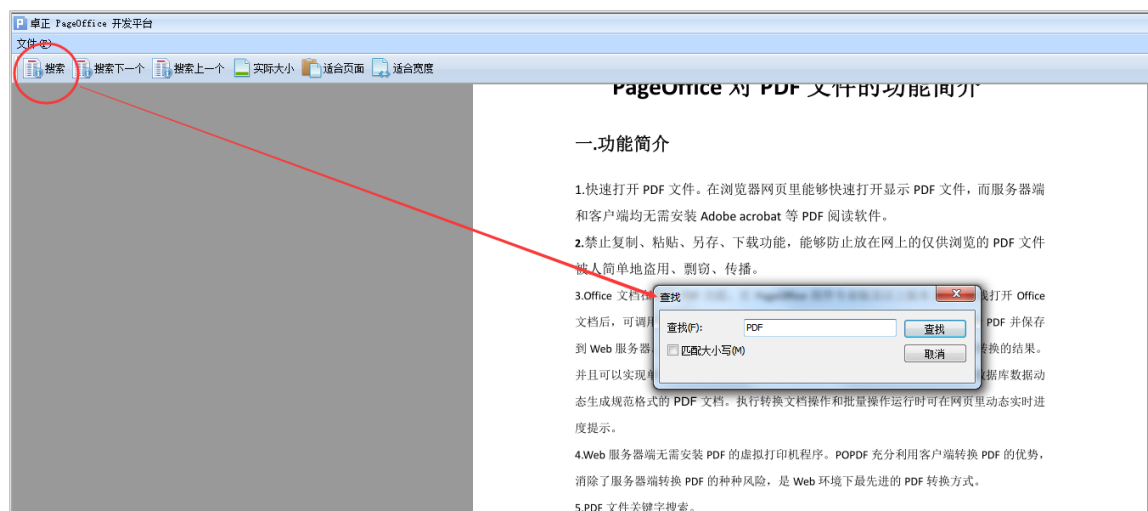 卓正 PageOffice 开发平台
文件(F)
搜索 搜索下一个 搜索上一个 实际大小 适合页面 适合宽度
PageOffice 对 PDF 文件的功能简介
一.功能简介
1.快速打开 PDF 文件。在浏览器网页里能够快速打开显示 PDF 文件，而服务器端
和客户端均无需安装 Adobe acrobat 等 PDF 阅读软件。
2.禁止复制、粘贴、另存、下载功能，能够防止放在网上的仅供浏览的 PDF 文件
被人简单地盗用、剽窃、传播。
3.Office 文档在 线打开 Office
文档后，可调用 PDF 并保存
到 Web 服务器 转换的结果。
并且可以实现 数据库数据动
态生成规范格式的 PDF 文档。执行转换文档操作和批量操作运行时可在网页里动态实时进
度提示。
4.Web 服务器端无需安装 PDF 的虚拟打印机程序。POPDF 充分利用客户端转换 PDF 的优势，
消除了服务器端转换 PDF 的种种风险，是 Web 环境下最先进的 PDF 转换方式。
5.PDF 文件关键字搜索。
查找
查找(F): PDF 查找
匹配大小写(M) 取消